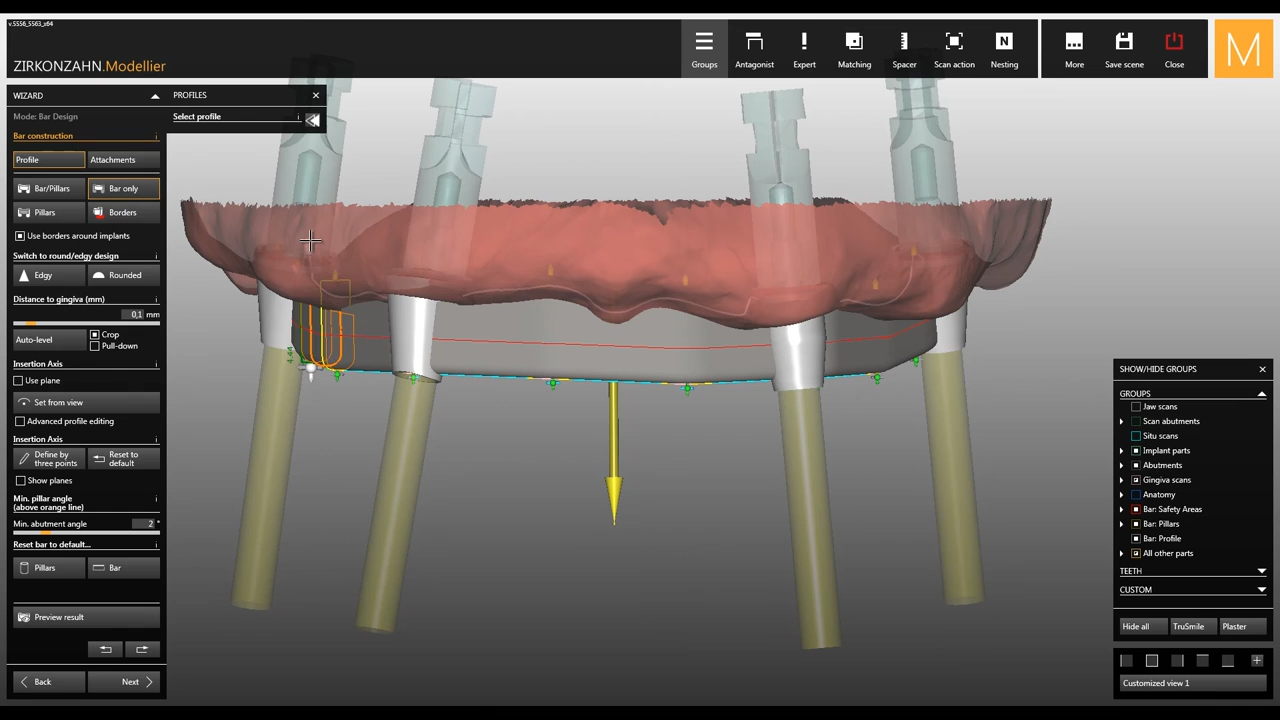 v.5556_5563_x64
ZIRKONZAHN.Modellier
Groups
Antagonist
Expert
Matching
Spacer
Scan action
N
Nesting
More
Save scene
Close
M
WIZARD
Mode: Bar Design
Bar construction i
Profile
Attachments
Bar/Pillars
Bar only
Pillars
Borders
Use borders around implants
Switch to round/edgy design i
Edgy
Rounded
Distance to gingiva (mm) i
0,1 mm
Auto-level
Crop
Pull-down
Insertion Axis i
Use plane
Set from view
Advanced profile editing
Insertion Axis i
Define by
three points
Reset to
default
Show planes
Min. pillar angle i
(above orange line)
Min. abutment angle 2 °
Reset bar to default... i
Pillars
Bar
Preview result
Back
Next
PROFILES
Select profile i
SHOW/HIDE GROUPS
GROUPS
Jaw scans
Scan abutments
Situ scans
Implant parts
Abutments
Gingiva scans
Anatomy
Bar: Safety Areas
Bar: Pillars
Bar: Profile
All other parts
TEETH
CUSTOM
Hide all
TruSmile
Plaster
Customized view 1